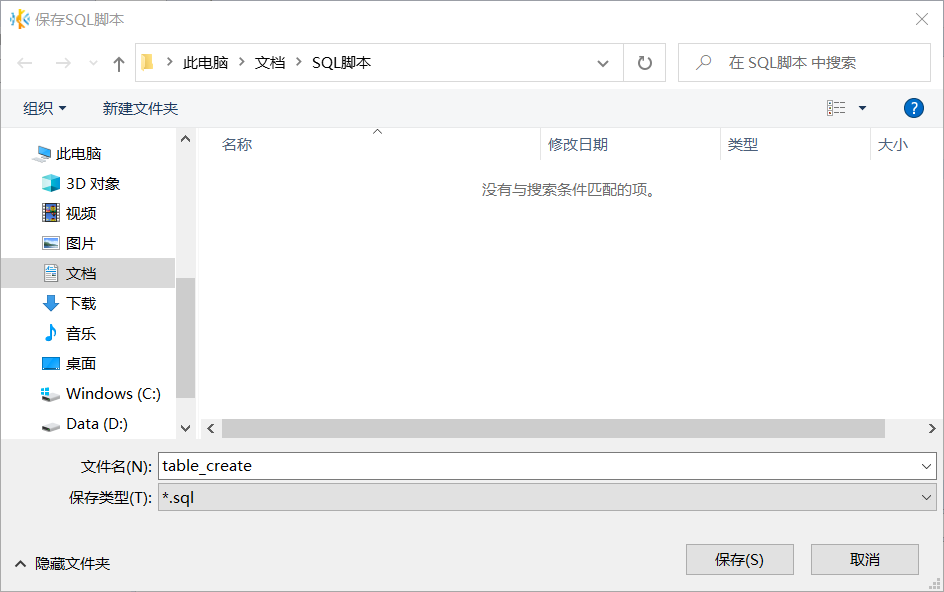 保存SQL脚本
此电脑 文档 SQL脚本
在 SQL脚本 中搜索
组织 新建文件夹
?
名称 修改日期 类型 大小
没有与搜索条件匹配的项。
此电脑
3D 对象
视频
图片
文档
下载
音乐
桌面
Windows (C:)
Data (D:)
文件名(N): table_create
保存类型(T): *.sql
隐藏文件夹 保存(S) 取消